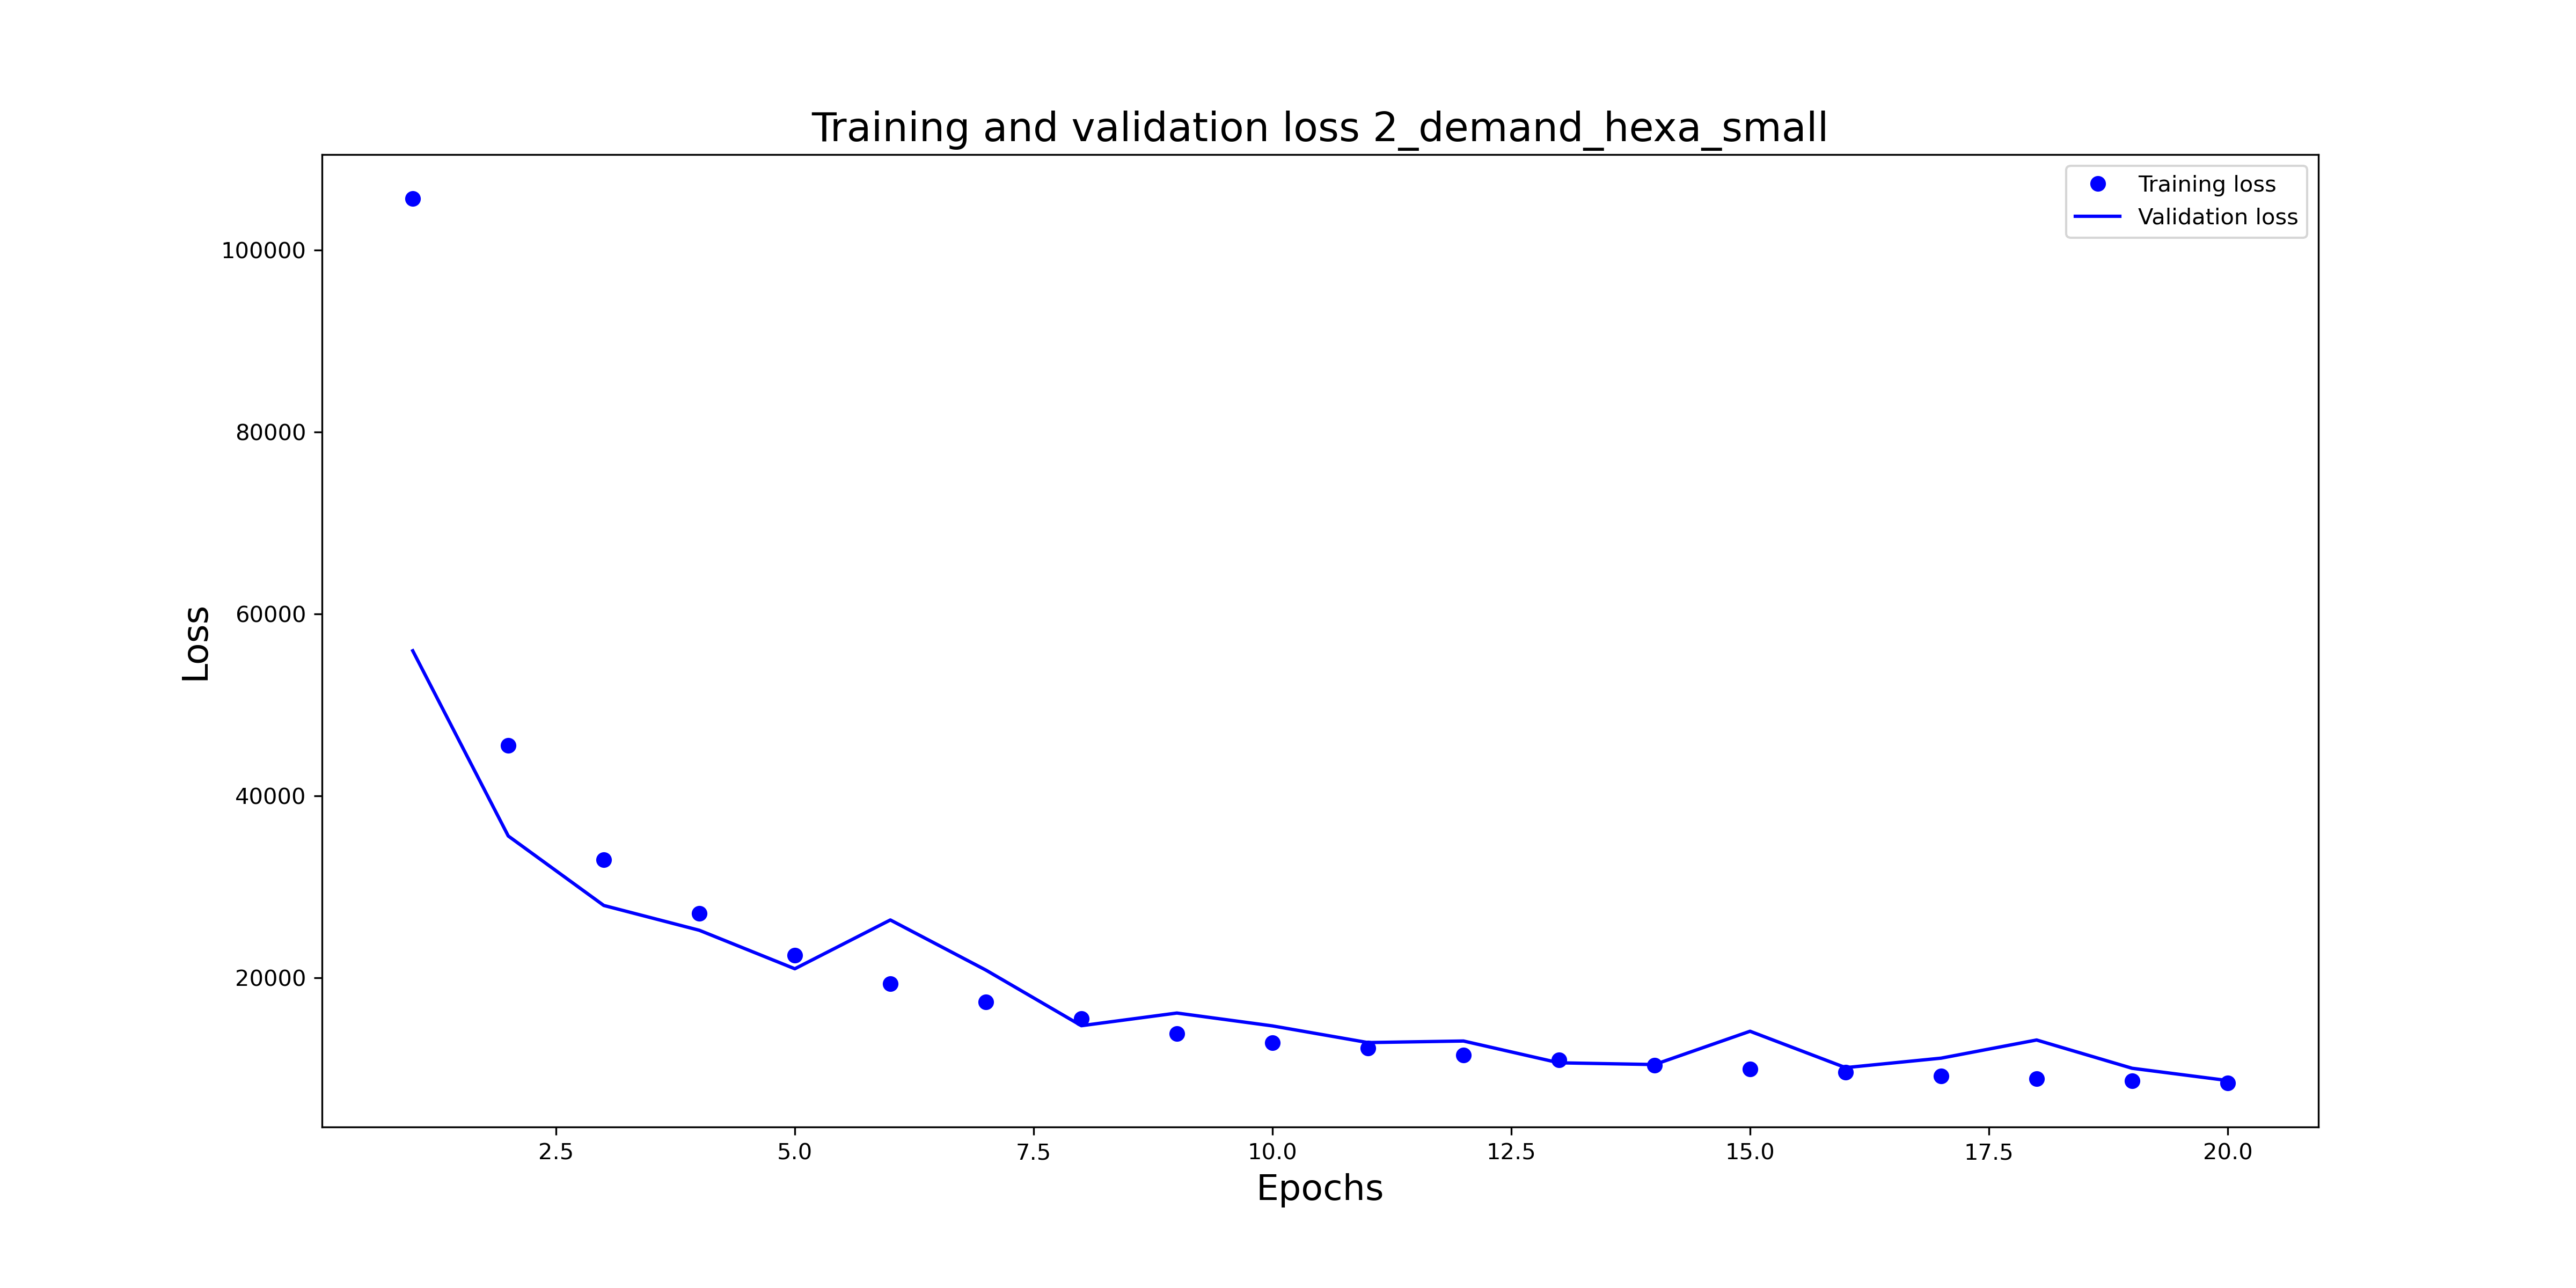 Training and validation loss 2_demand_hexa_small
Training loss
Validation loss
Loss
100000
80000
60000
40000
20000
2.5 5.0 7.5 10.0 12.5 15.0 17.5 20.0
Epochs